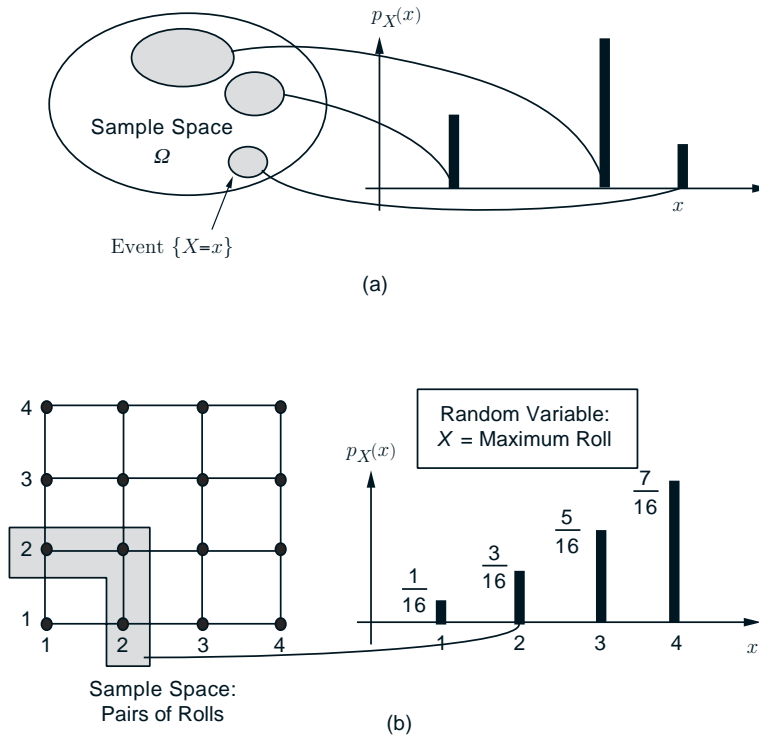 p_X(x)
Sample Space
Ω
x
Event {X=x}
(a)
Random Variable:
X = Maximum Roll
p_X(x)
4
3
2
1
1 2 3 4
1/16
3/16
5/16
7/16
1 2 3 4 x
Sample Space:
Pairs of Rolls
(b)